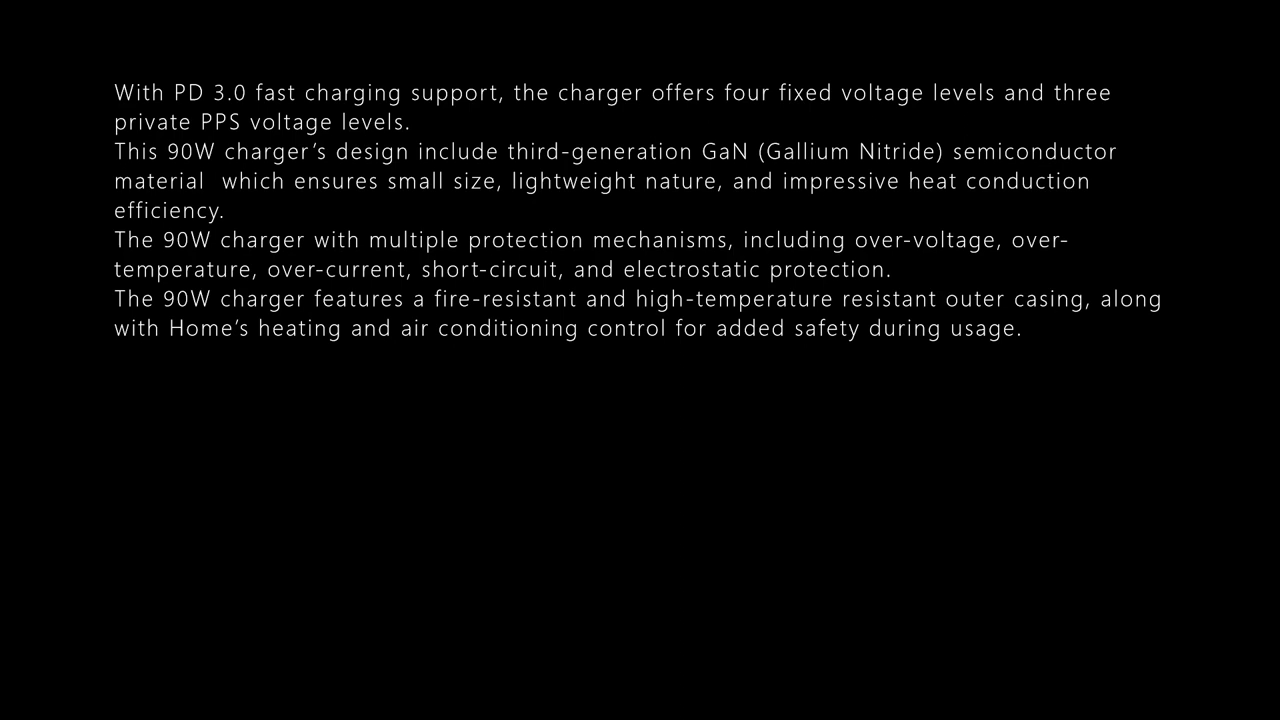 With PD 3.0 fast charging support, the charger offers four fixed voltage levels and three
private PPS voltage levels.
This 90W charger’s design include third-generation GaN (Gallium Nitride) semiconductor
material  which ensures small size, lightweight nature, and impressive heat conduction
efficiency.
The 90W charger with multiple protection mechanisms, including over-voltage, over-
temperature, over-current, short-circuit, and electrostatic protection.
The 90W charger features a fire-resistant and high-temperature resistant outer casing, along
with Home’s heating and air conditioning control for added safety during usage.